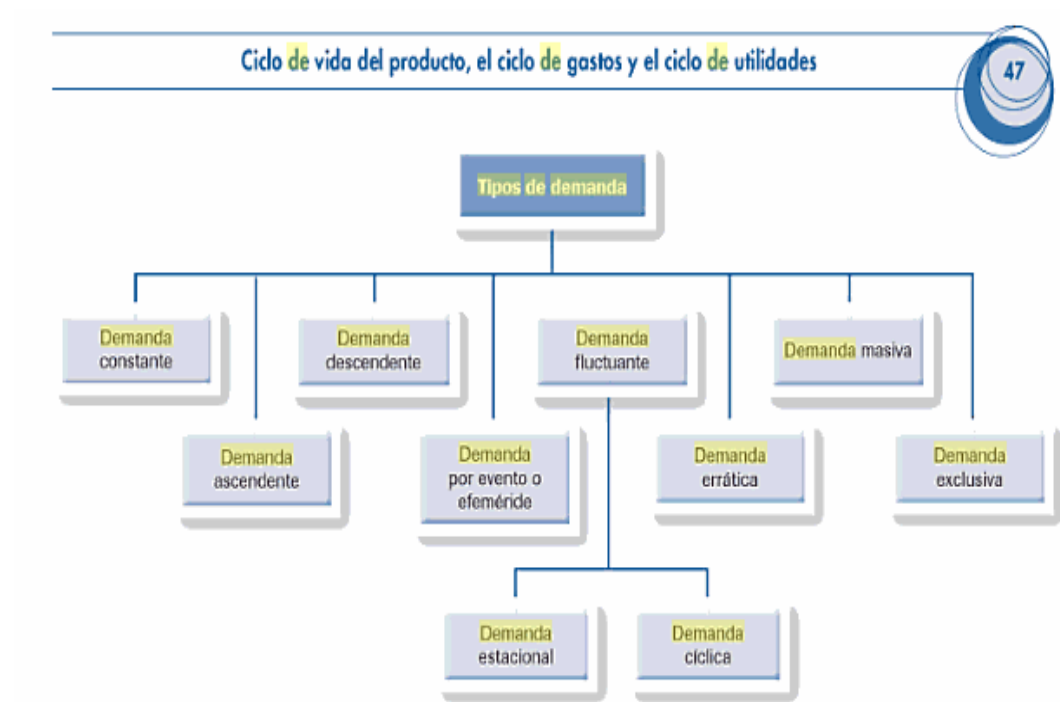 Ciclo de vida del producto, el ciclo de gastos y el ciclo de utilidades
47
Tipos de demanda
Demanda
constante
Demanda
descendente
Demanda
fluctuante
Demanda masiva
Demanda
ascendente
Demanda
por evento o
efeméride
Demanda
errática
Demanda
exclusiva
Demanda
estacional
Demanda
cíclica